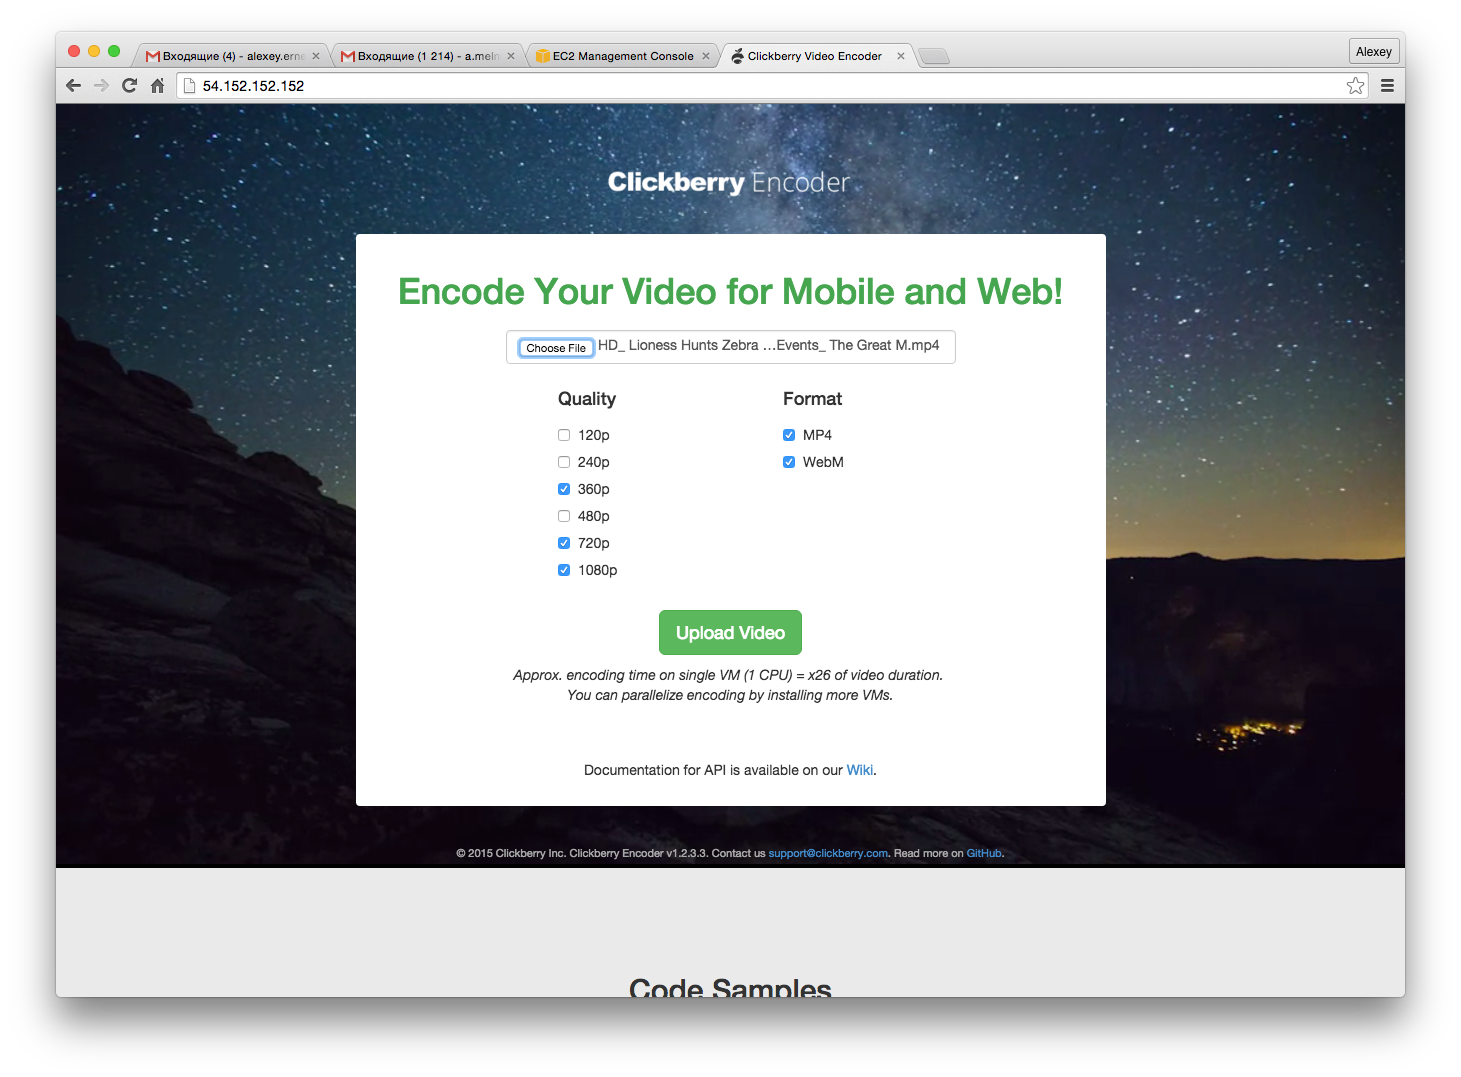 Входящие (4) - alexey.erne
Входящие (1 214) - a.meln
EC2 Management Console
Clickberry Video Encoder
Alexey
54.152.152.152
Clickberry Encoder
Encode Your Video for Mobile and Web!
Choose File HD_ Lioness Hunts Zebra ...Events_ The Great M.mp4
Quality
120p
240p
360p
480p
720p
1080p
Format
MP4
WebM
Upload Video
Approx. encoding time on single VM (1 CPU) = x26 of video duration.
You can parallelize encoding by installing more VMs.
Documentation for API is available on our Wiki.
© 2015 Clickberry Inc. Clickberry Encoder v1.2.3.3. Contact us support@clickberry.com. Read more on GitHub.
Code Samples